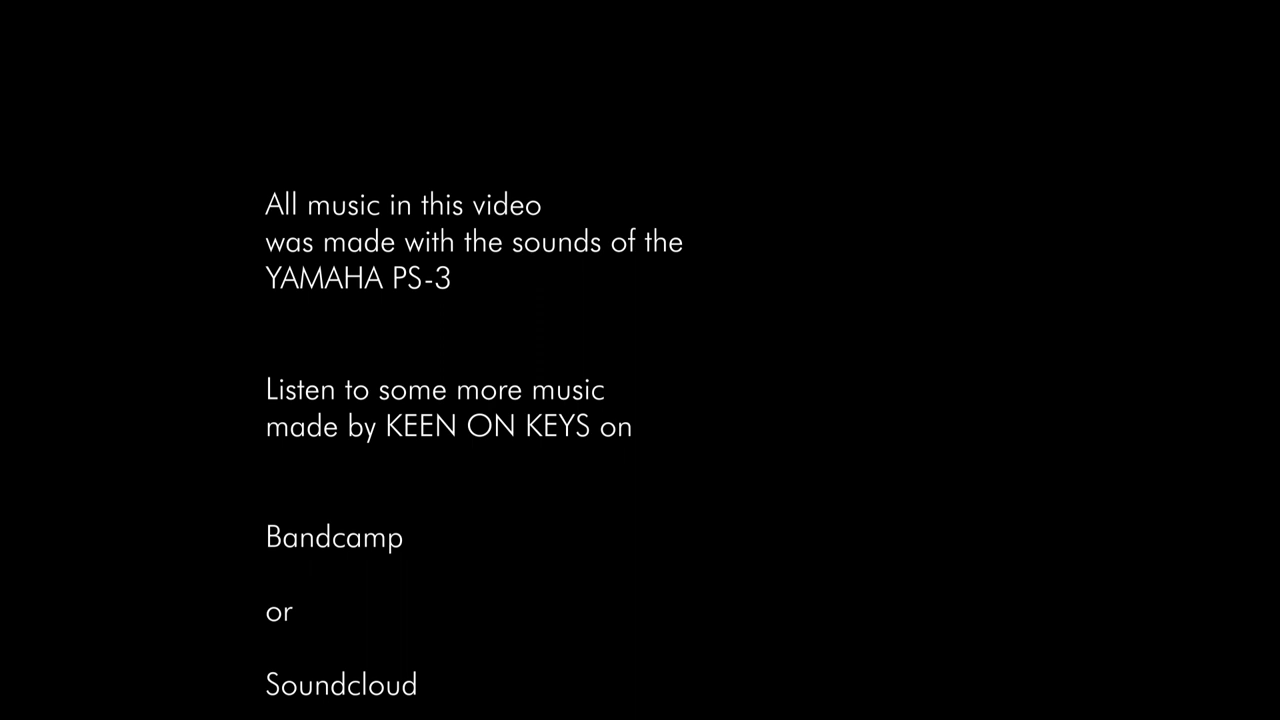 All music in this video
was made with the sounds of the
YAMAHA PS-3
Listen to some more music
made by KEEN ON KEYS on
Bandcamp
or
Soundcloud